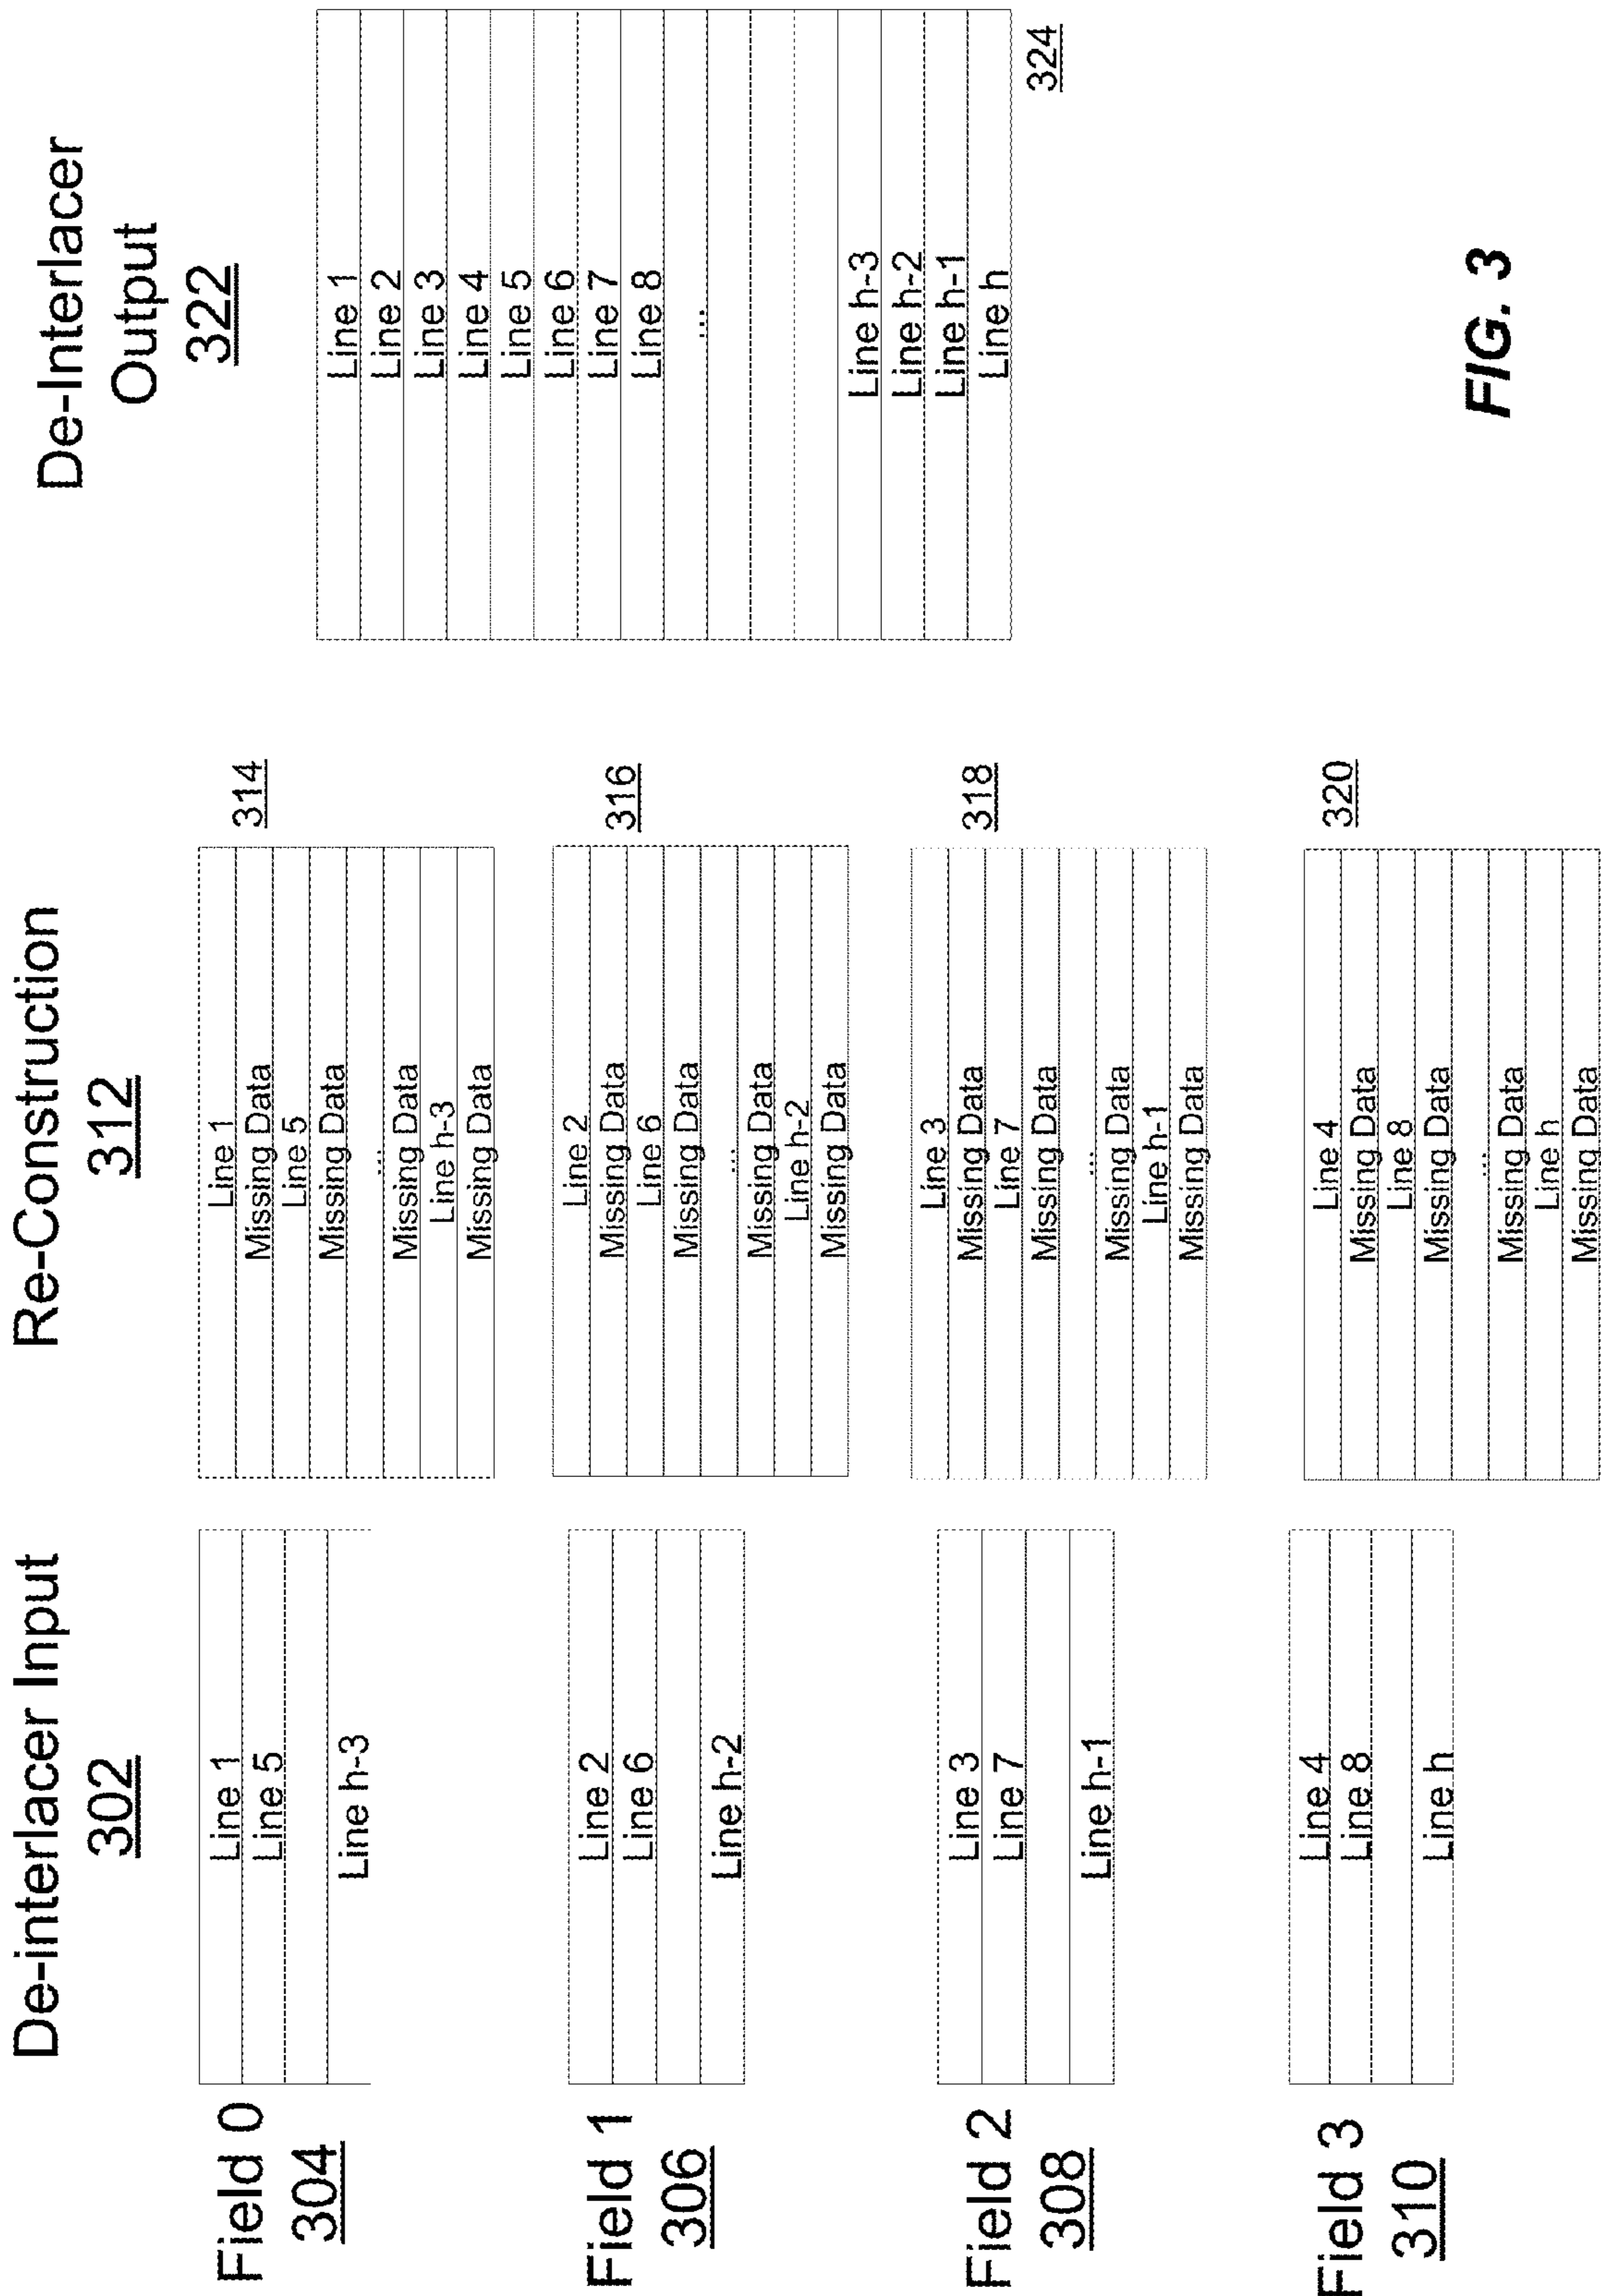 De-interlacer Input
302
Field 0
304
Line 1
Line 5
Line h-3
Field 1
306
Line 2
Line 6
Line h-2
Field 2
308
Line 3
Line 7
Line h-1
Field 3
310
Line 4
Line 8
Line h
Re-Construction
312
314
Line 1
Missing Data
Line 5
Missing Data
...
Missing Data
Line h-3
Missing Data
316
Line 2
Missing Data
Line 6
Missing Data
...
Missing Data
Line h-2
Missing Data
318
Line 3
Missing Data
Line 7
Missing Data
...
Missing Data
Line h-1
Missing Data
320
Line 4
Missing Data
Line 8
Missing Data
...
Missing Data
Line h
Missing Data
De-Interlacer
Output
322
Line 1
Line 2
Line 3
Line 4
Line 5
Line 6
Line 7
Line 8
...
Line h-3
Line h-2
Line h-1
Line h
324
FIG. 3